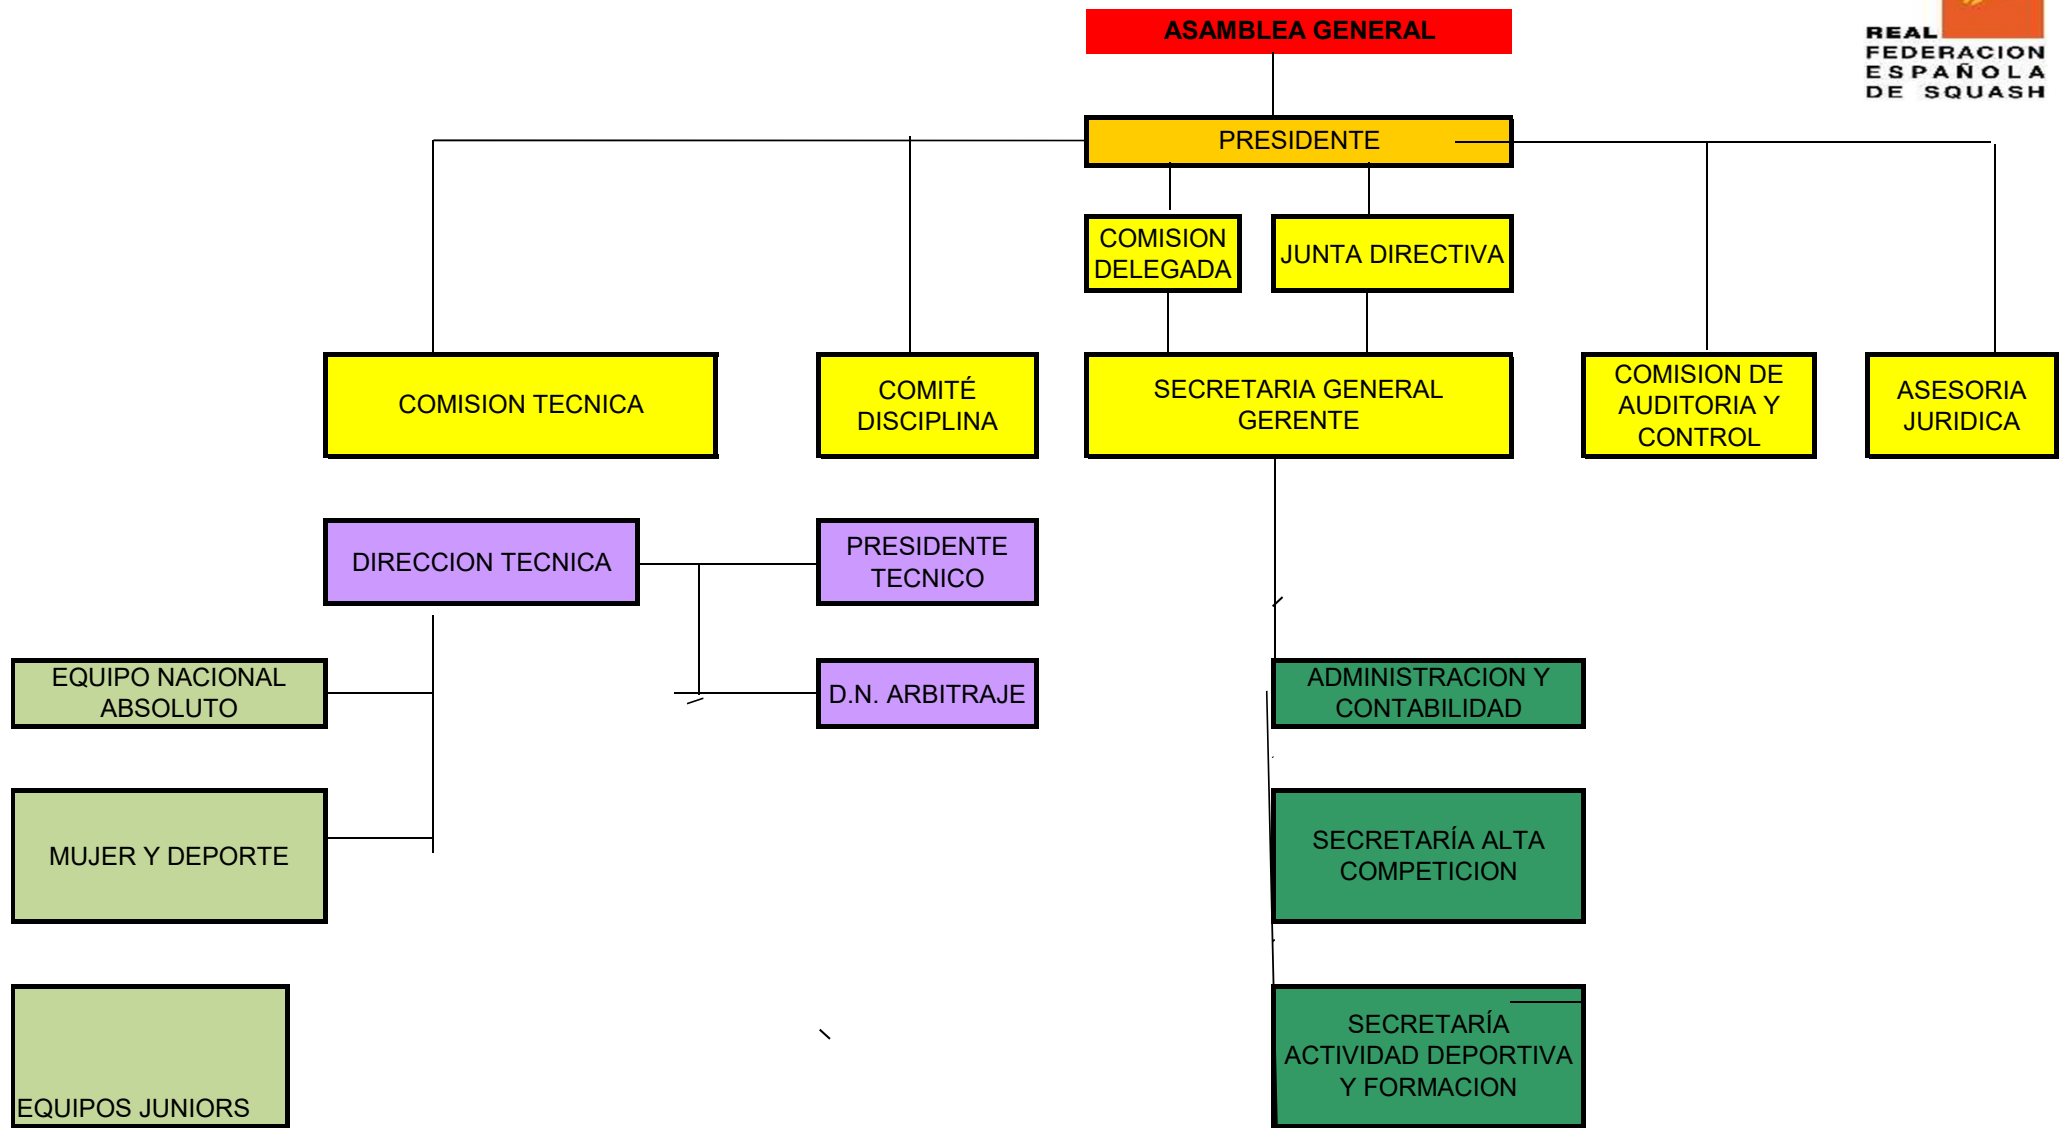 ASAMBLEA GENERAL
REAL
FEDERACION
ESPAÑOLA
DE SQUASH
PRESIDENTE
COMISION
DELEGADA
JUNTA DIRECTIVA
COMISION TECNICA
COMITÉ
DISCIPLINA
SECRETARIA GENERAL
GERENTE
COMISION DE
AUDITORIA Y
CONTROL
ASESORIA
JURIDICA
DIRECCION TECNICA
PRESIDENTE
TECNICO
EQUIPO NACIONAL
ABSOLUTO
D.N. ARBITRAJE
ADMINISTRACION Y
CONTABILIDAD
MUJER Y DEPORTE
SECRETARÍA ALTA
COMPETICION
EQUIPOS JUNIORS
SECRETARÍA
ACTIVIDAD DEPORTIVA
Y FORMACION